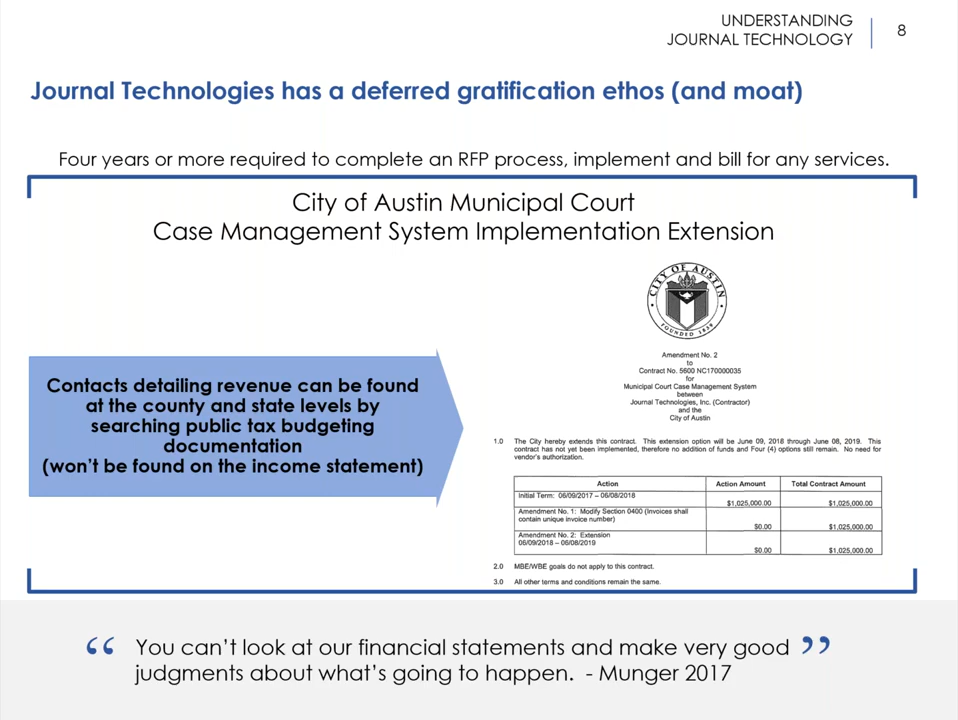 UNDERSTANDING
JOURNAL TECHNOLOGY
8
Journal Technologies has a deferred gratification ethos (and moat)
Four years or more required to complete an RFP process, implement and bill for any services.
City of Austin Municipal Court
Case Management System Implementation Extension
CITY OF AUSTIN
FOUNDED 1839
Amendment No. 2
to
Contract No. 5600 NC170000035
for
Municipal Court Case Management System
between
Journal Technologies, Inc. (Contractor)
and the
City of Austin
Contacts detailing revenue can be found
at the county and state levels by
searching public tax budgeting
documentation
(won't be found on the income statement)
1.0 The City hereby extends this contract. This extension option will be June 09, 2018 through June 08, 2019. This
contract has not yet been implemented, therefore no addition of funds and Four (4) options still remain. No need for
vendor's authorization.
Action Action Amount Total Contract Amount
Initial Term: 06/09/2017 – 06/08/2018
$1,025,000.00 $1,025,000.00
Amendment No. 1: Modify Section 0400 (Invoices shall
contain unique invoice number)
$0.00 $1,025,000.00
Amendment No. 2: Extension
06/09/2018 – 06/08/2019
$0.00 $1,025,000.00
2.0 MBE/WBE goals do not apply to this contract.
3.0 All other terms and conditions remain the same.
“ You can't look at our financial statements and make very good ”
judgments about what's going to happen. - Munger 2017